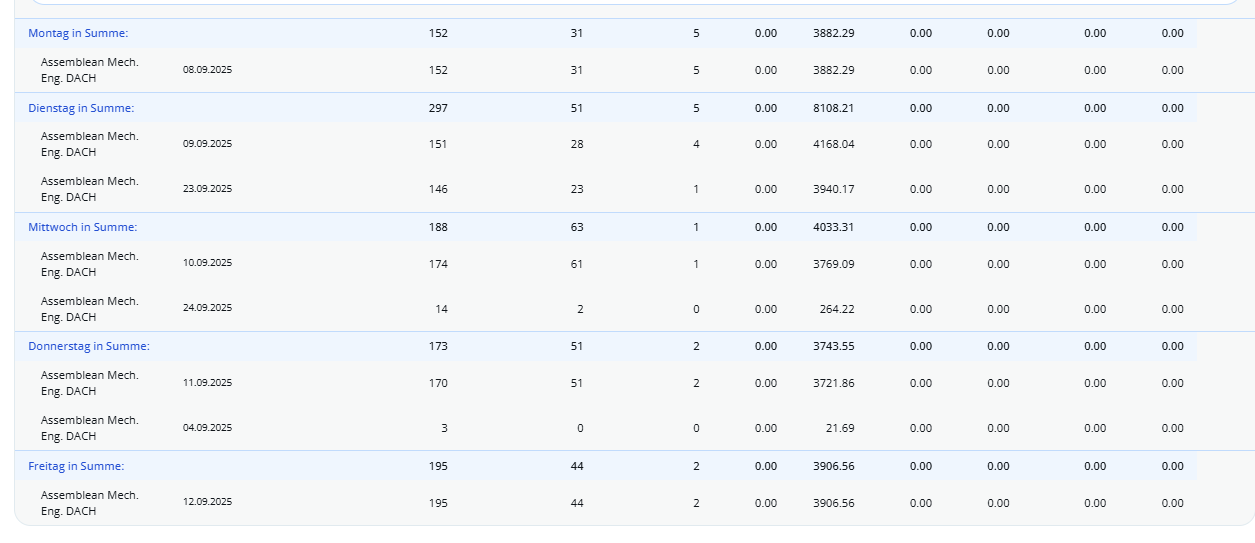 Montag in Summe: 152 31 5 0.00 3882.29 0.00 0.00 0.00 0.00
Assemblean Mech. Eng. DACH 08.09.2025 152 31 5 0.00 3882.29 0.00 0.00 0.00 0.00
Dienstag in Summe: 297 51 5 0.00 8108.21 0.00 0.00 0.00 0.00
Assemblean Mech. Eng. DACH 09.09.2025 151 28 4 0.00 4168.04 0.00 0.00 0.00 0.00
Assemblean Mech. Eng. DACH 23.09.2025 146 23 1 0.00 3940.17 0.00 0.00 0.00 0.00
Mittwoch in Summe: 188 63 1 0.00 4033.31 0.00 0.00 0.00 0.00
Assemblean Mech. Eng. DACH 10.09.2025 174 61 1 0.00 3769.09 0.00 0.00 0.00 0.00
Assemblean Mech. Eng. DACH 24.09.2025 14 2 0 0.00 264.22 0.00 0.00 0.00 0.00
Donnerstag in Summe: 173 51 2 0.00 3743.55 0.00 0.00 0.00 0.00
Assemblean Mech. Eng. DACH 11.09.2025 170 51 2 0.00 3721.86 0.00 0.00 0.00 0.00
Assemblean Mech. Eng. DACH 04.09.2025 3 0 0 0.00 21.69 0.00 0.00 0.00 0.00
Freitag in Summe: 195 44 2 0.00 3906.56 0.00 0.00 0.00 0.00
Assemblean Mech. Eng. DACH 12.09.2025 195 44 2 0.00 3906.56 0.00 0.00 0.00 0.00